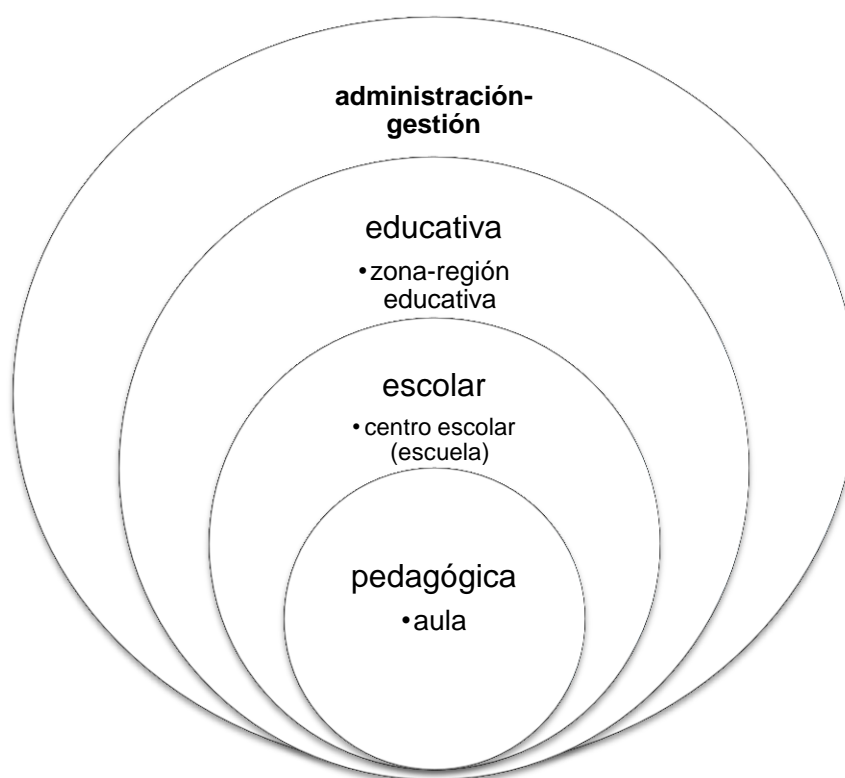 administración-
gestión
educativa
•zona-región
educativa
escolar
•centro escolar
(escuela)
pedagógica
•aula